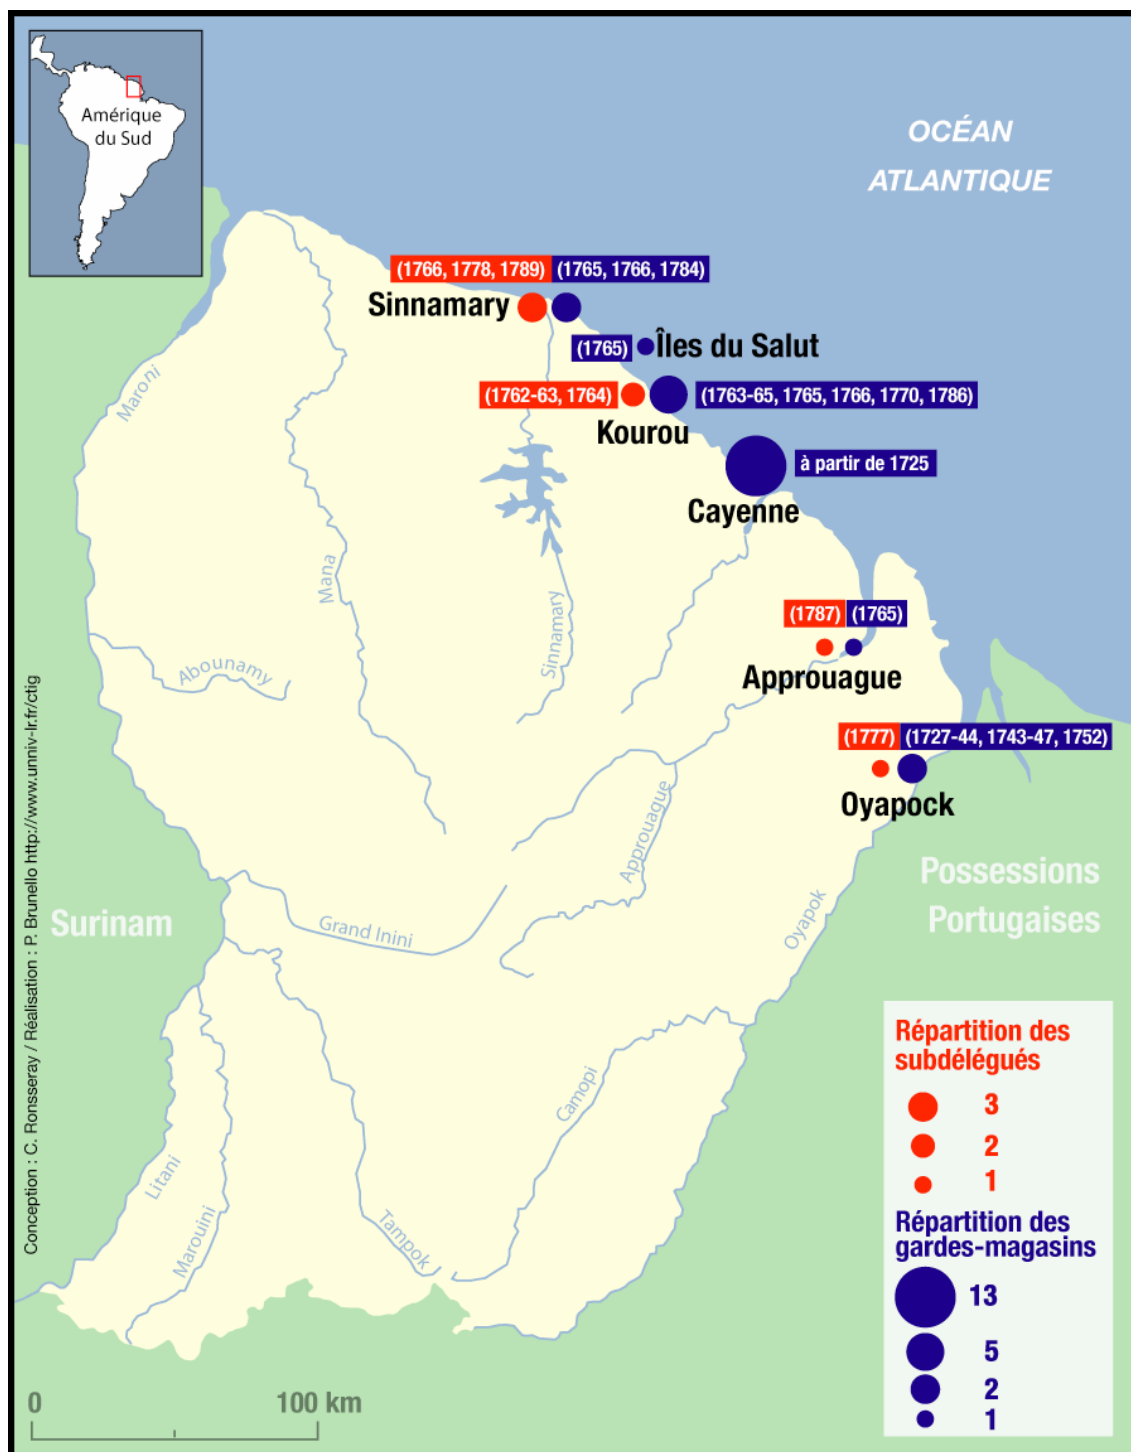 Amérique
du Sud
OCÉAN
ATLANTIQUE
(1766, 1778, 1789) (1765, 1766, 1784)
Sinnamary
(1765) Îles du Salut
(1762-63, 1764) (1763-65, 1765, 1766, 1770, 1786)
Kourou
à partir de 1725
Cayenne
Maroni
Mana
Sinnamary
Abounamy
(1787) (1765)
Approuague
(1777) (1727-44, 1743-47, 1752)
Oyapock
Approuague
Oyapok
Grand Inini
Surinam
Possessions
Portugaises
Camopi
Litani
Marouini
Tampok
Répartition des
subdélégués
3
2
1
Répartition des
gardes-magasins
13
5
2
1
0 100 km
Conception : C. Ronsseray / Réalisation : P. Brunello http://www.unniv-lr.fr/ctig